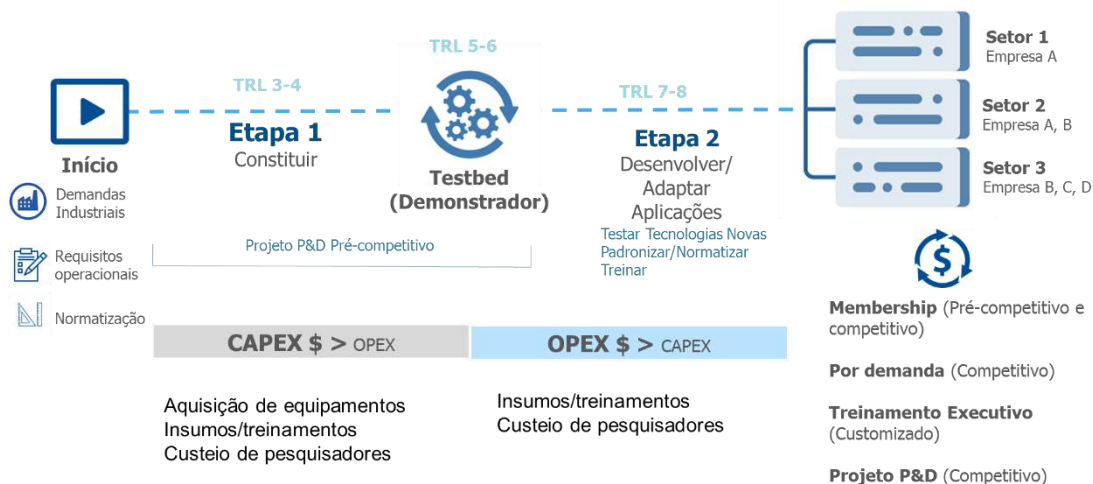 Início
Demandas
Industriais
Requisitos
operacionais
Normatização
TRL 3-4
Etapa 1
Constituir
TRL 5-6
Testbed
(Demonstrador)
Projeto P&D Pré-competitivo
TRL 7-8
Etapa 2
Desenvolver/
Adaptar
Aplicações
Testar Tecnologias Novas
Padronizar/Normatizar
Treinar
Setor 1
Empresa A
Setor 2
Empresa A, B
Setor 3
Empresa B, C, D
CAPEX $ > OPEX
Aquisição de equipamentos
Insumos/treinamentos
Custeio de pesquisadores
OPEX $ > CAPEX
Insumos/treinamentos
Custeio de pesquisadores
$
Membership (Pré-competitivo e
competitivo)
Por demanda (Competitivo)
Treinamento Executivo
(Customizado)
Projeto P&D (Competitivo)